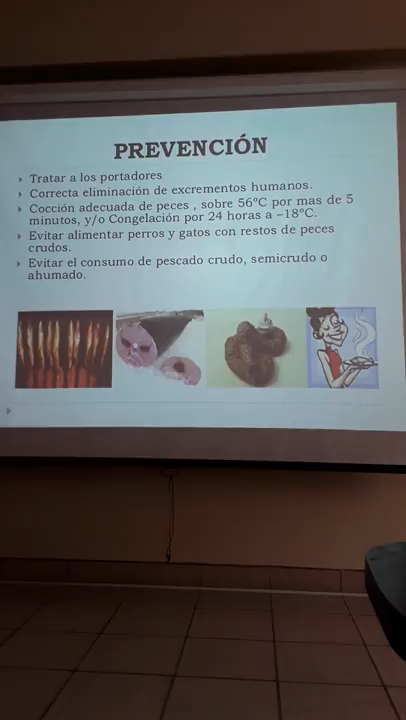 PREVENCIÓN
Tratar a los portadores
Correcta eliminación de excrementos humanos.
Cocción adecuada de peces , sobre 56°C por mas de 5
minutos, y/o Congelación por 24 horas a –18°C.
Evitar alimentar perros y gatos con restos de peces
crudos.
Evitar el consumo de pescado crudo, semicrudo o
ahumado.